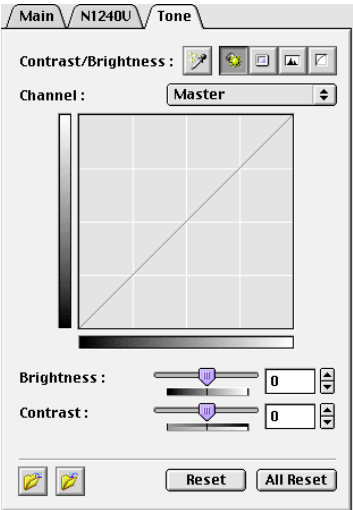 Main N1240U Tone
Contrast/Brightness :
Channel : Master
Brightness : 0
Contrast : 0
Reset All Reset